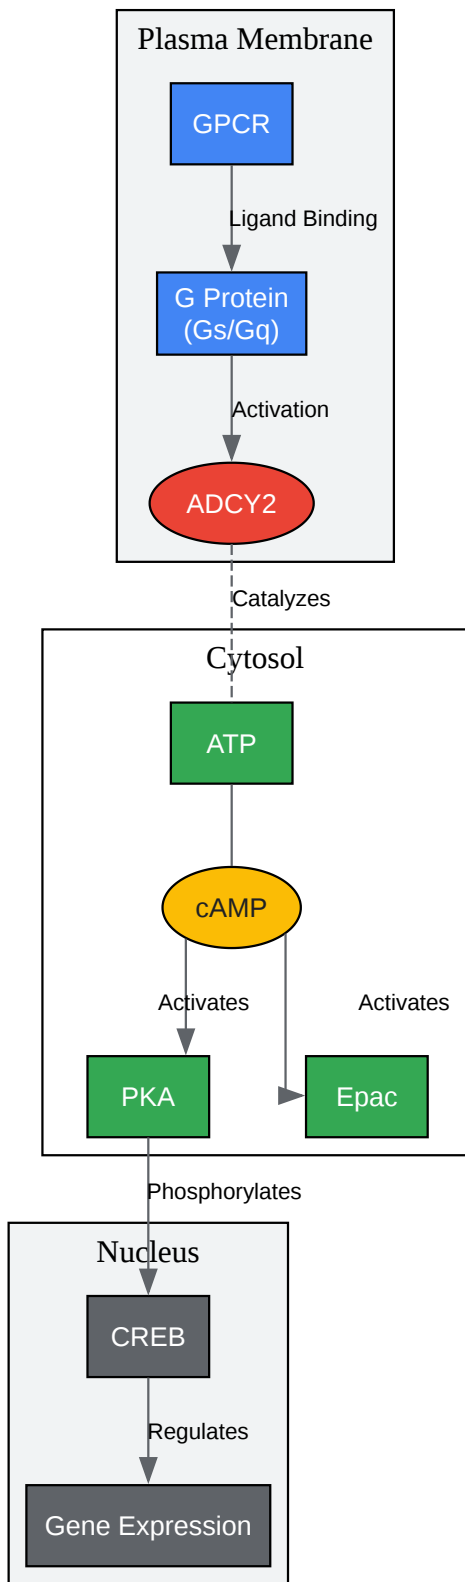 Plasma Membrane
GPCR
Ligand Binding
G Protein
(Gs/Gq)
Activation
ADCY2
Catalyzes
Cytosol
ATP
cAMP
Activates
Activates
PKA
Epac
Phosphorylates
Nucleus
CREB
Regulates
Gene Expression